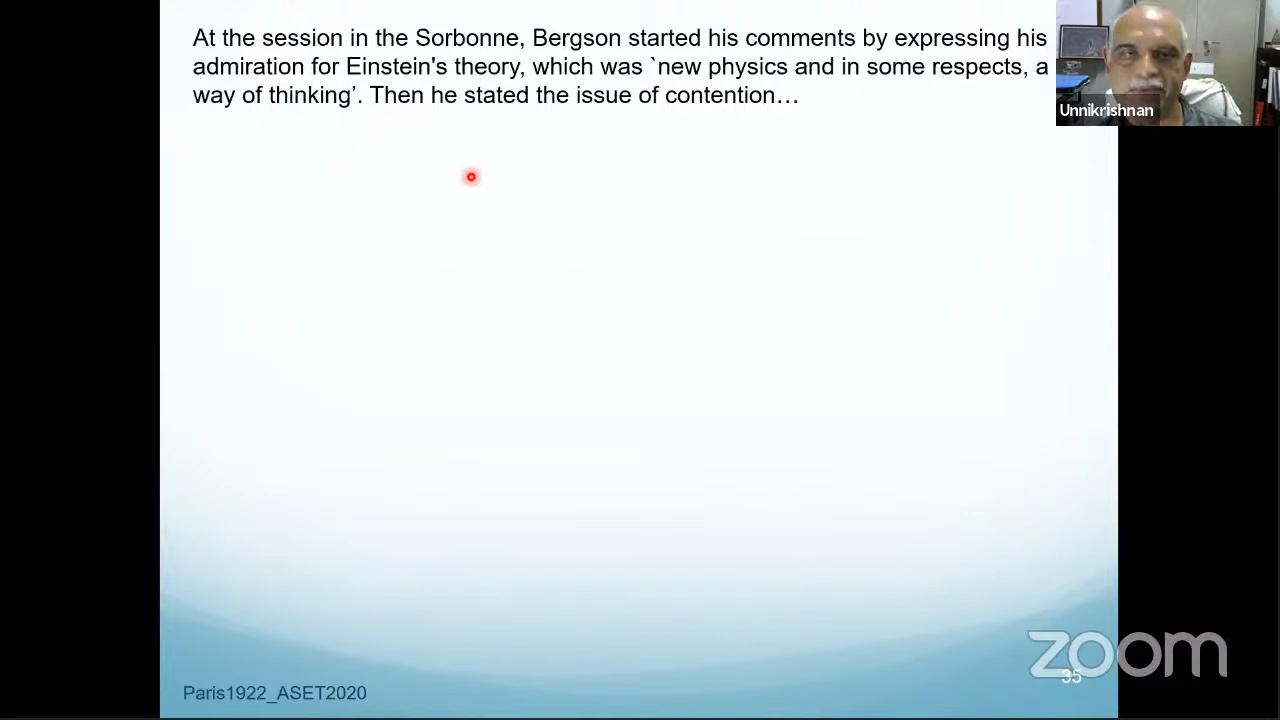 At the session in the Sorbonne, Bergson started his comments by expressing his
admiration for Einstein's theory, which was `new physics and in some respects, a
way of thinking’. Then he stated the issue of contention…
Unnikrishnan
zoom
35
Paris1922_ASET2020